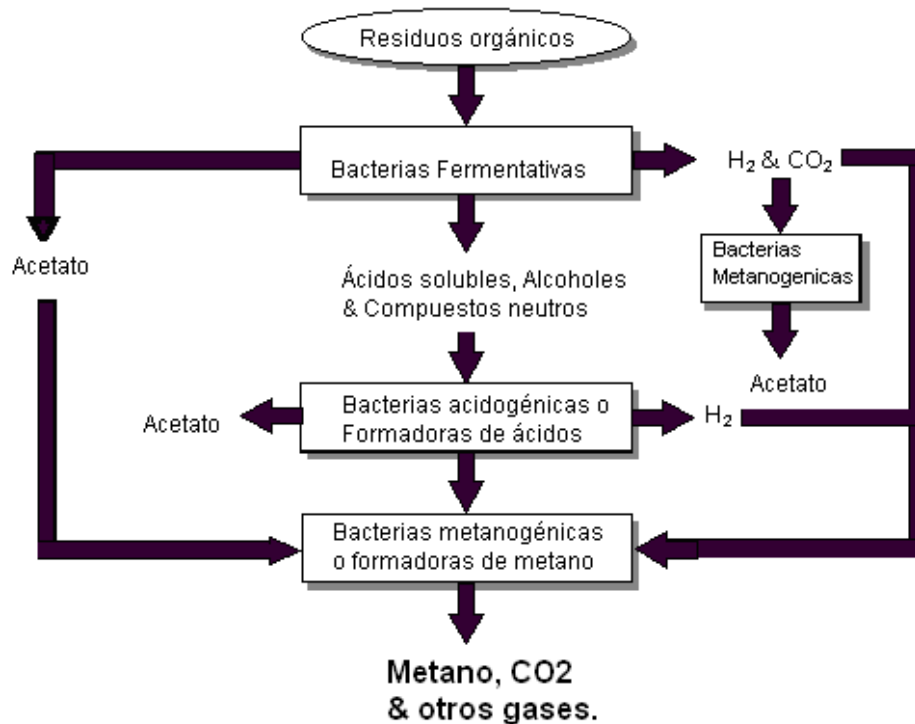 Residuos orgánicos
Bacterias Fermentativas
H₂ & CO₂
Acetato
Bacterias
Metanogenicas
Ácidos solubles, Alcoholes
& Compuestos neutros
Acetato
Acetato
Bacterias acidogénicas o
Formadoras de ácidos
H₂
Bacterias metanogénicas
o formadoras de metano
Metano, CO2
& otros gases.